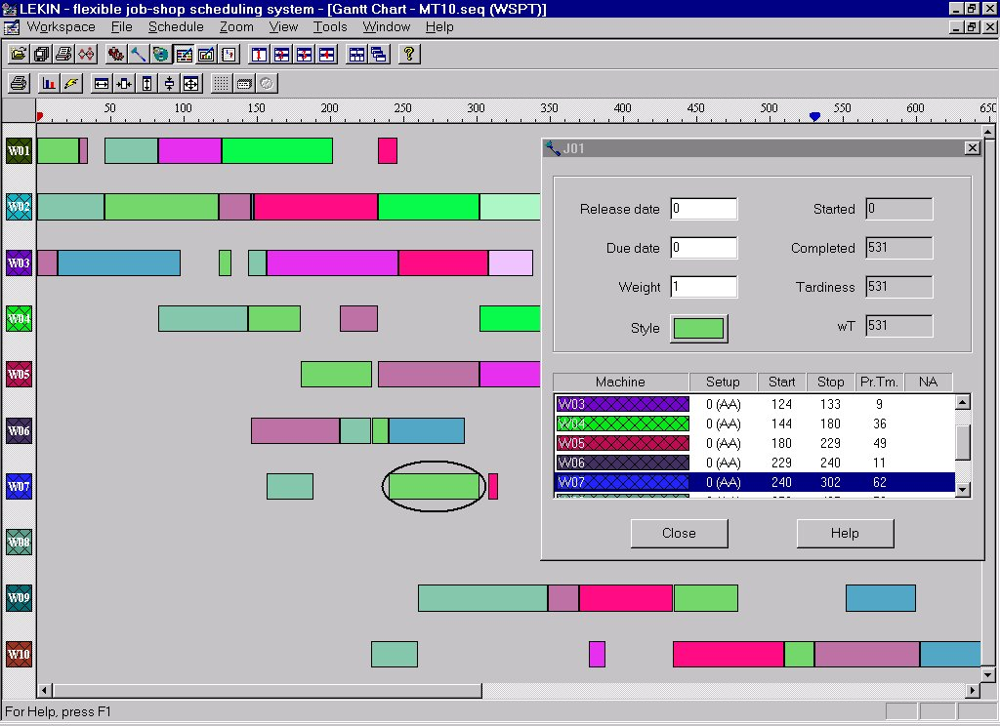 LEKIN - flexible job-shop scheduling system - [Gantt Chart - MT10.seq (WSPT)]
Workspace File Schedule Zoom View Tools Window Help
50 100 150 200 250 300 350 400 450 500 550 600 650
W01
W02
W03
W04
W05
W06
W07
W08
W09
W10
J01
Release date 0 Started 0
Due date 0 Completed 531
Weight 1 Tardiness 531
Style wT 531
Machine Setup Start Stop Pr.Tm. NA
W03 0 (AA) 124 133 9
W04 0 (AA) 144 180 36
W05 0 (AA) 180 229 49
W06 0 (AA) 229 240 11
W07 0 (AA) 240 302 62
Close Help
For Help, press F1